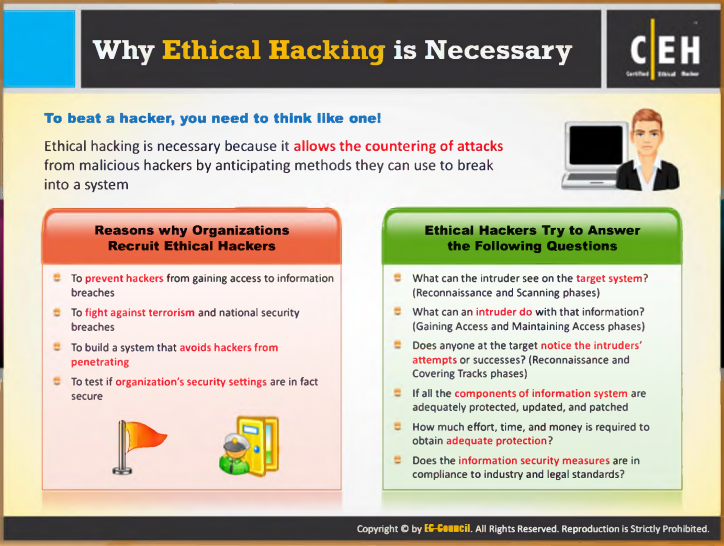 Why Ethical Hacking is Necessary
C EH
Certified Ethical Hacker
To beat a hacker, you need to think like one!
Ethical hacking is necessary because it allows the countering of attacks
from malicious hackers by anticipating methods they can use to break
into a system
Reasons why Organizations
Recruit Ethical Hackers
To prevent hackers from gaining access to information
breaches
To fight against terrorism and national security
breaches
To build a system that avoids hackers from
penetrating
To test if organization's security settings are in fact
secure
Ethical Hackers Try to Answer
the Following Questions
What can the intruder see on the target system?
(Reconnaissance and Scanning phases)
What can an intruder do with that information?
(Gaining Access and Maintaining Access phases)
Does anyone at the target notice the intruders'
attempts or successes? (Reconnaissance and
Covering Tracks phases)
If all the components of information system are
adequately protected, updated, and patched
How much effort, time, and money is required to
obtain adequate protection?
Does the information security measures are in
compliance to industry and legal standards?
Copyright © by EC-Council. All Rights Reserved. Reproduction is Strictly Prohibited.